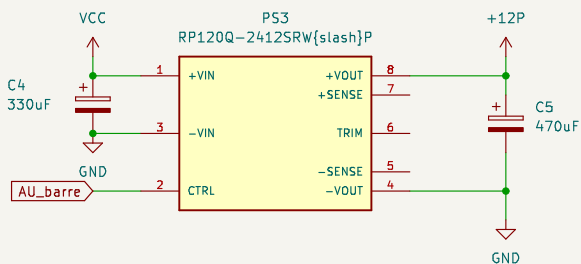 VCC
PS3
RP120Q-2412SRW{slash}P
+12P
1
+VIN
+VOUT
8
+SENSE
7
C4
330uF
+
3
-VIN
TRIM
6
+
C5
470uF
GND
-SENSE
5
AU_barre
2
CTRL
-VOUT
4
GND